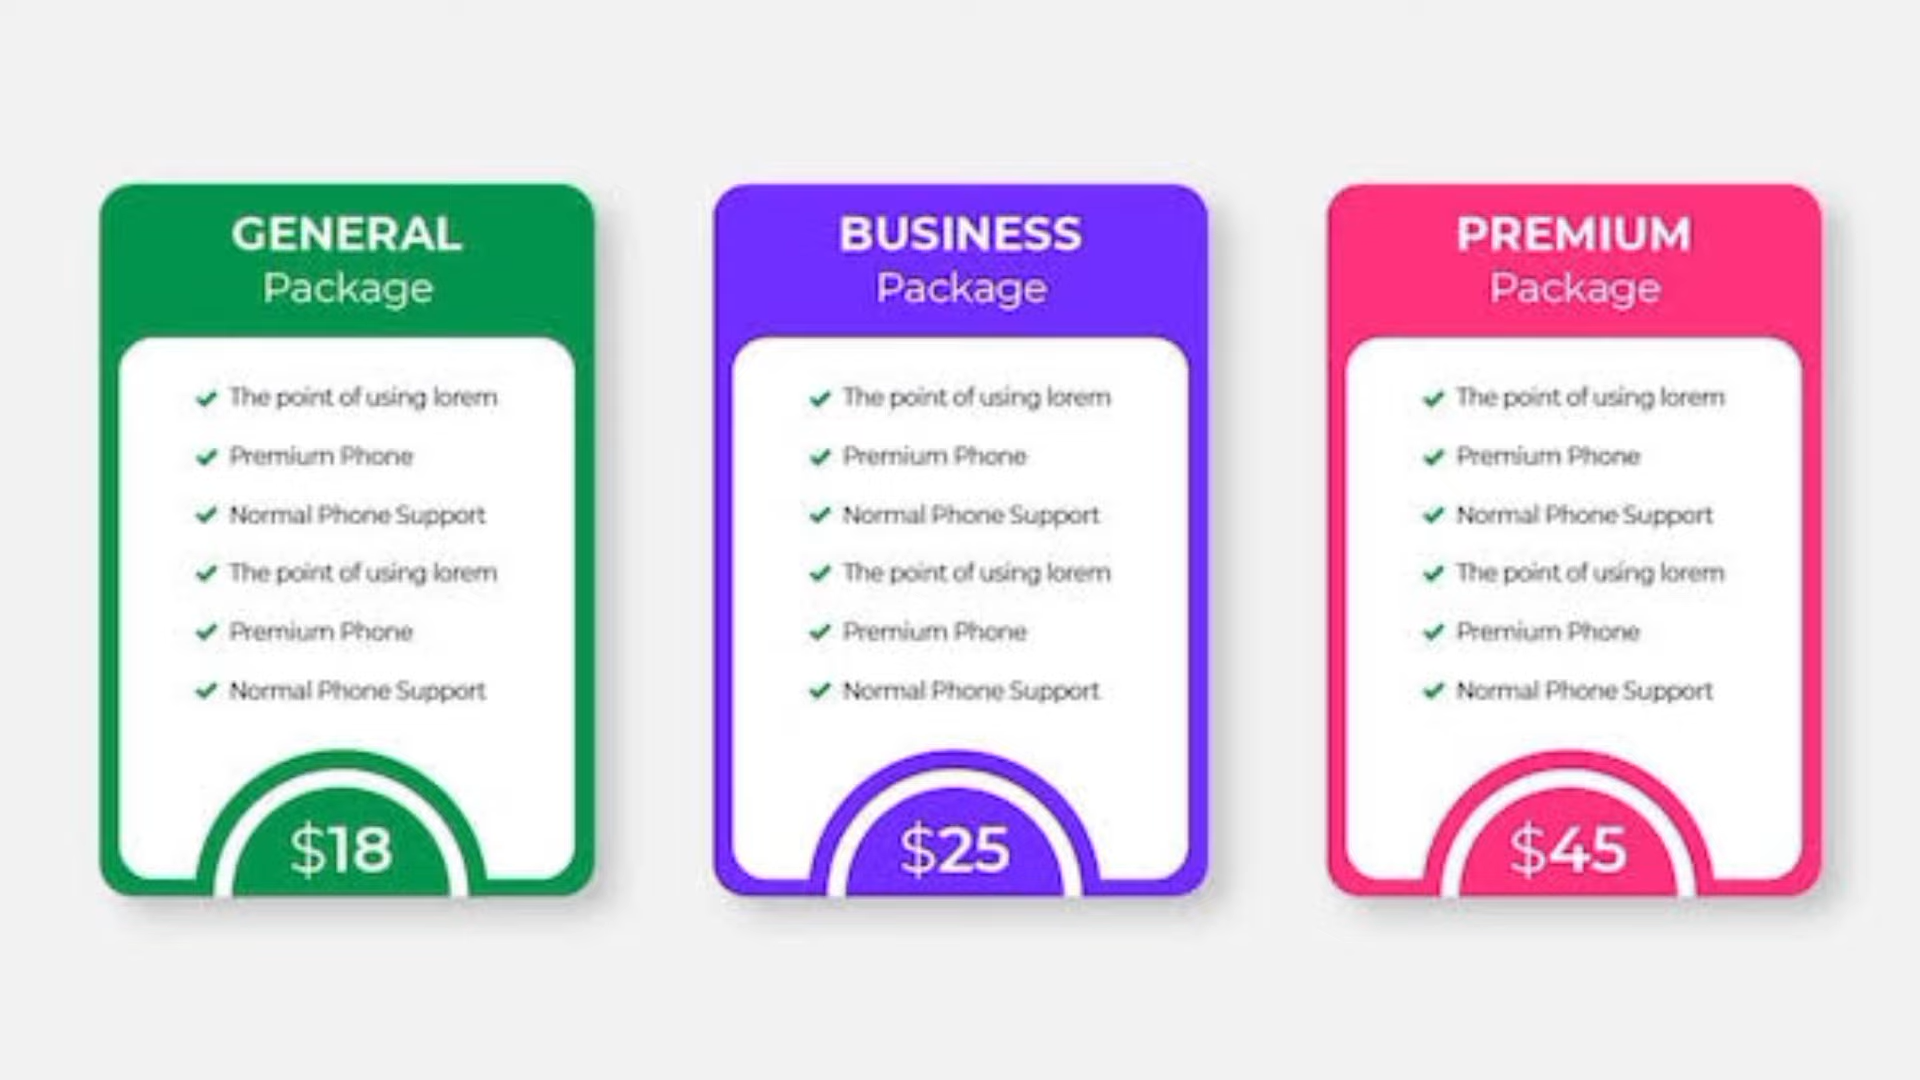 GENERAL
Package
The point of using lorem
Premium Phone
Normal Phone Support
The point of using lorem
Premium Phone
Normal Phone Support
$18
BUSINESS
Package
The point of using lorem
Premium Phone
Normal Phone Support
The point of using lorem
Premium Phone
Normal Phone Support
$25
PREMIUM
Package
The point of using lorem
Premium Phone
Normal Phone Support
The point of using lorem
Premium Phone
Normal Phone Support
$45